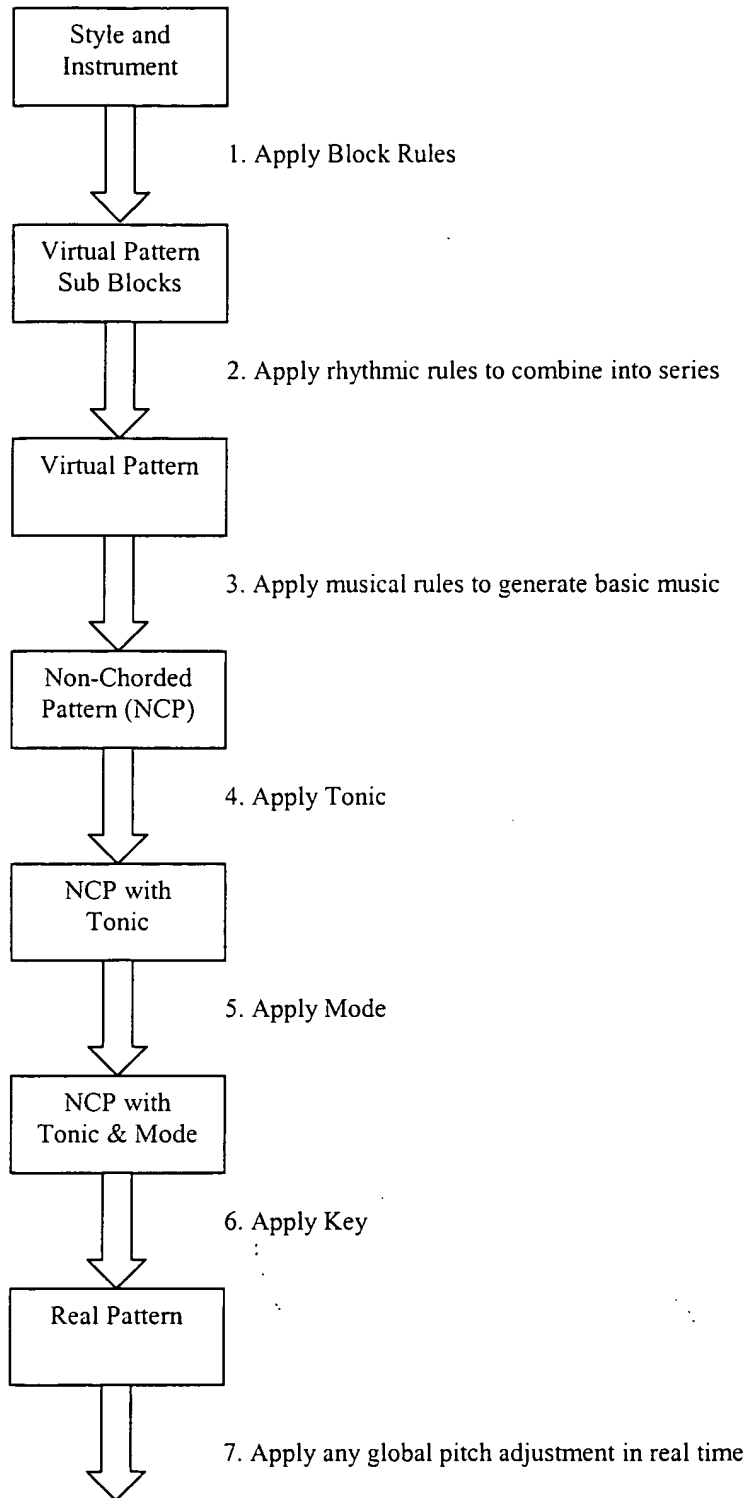 Style and
Instrument
1. Apply Block Rules
Virtual Pattern
Sub Blocks
2. Apply rhythmic rules to combine into series
Virtual Pattern
3. Apply musical rules to generate basic music
Non-Chorded
Pattern (NCP)
4. Apply Tonic
NCP with
Tonic
5. Apply Mode
NCP with
Tonic & Mode
6. Apply Key
Real Pattern
7. Apply any global pitch adjustment in real time